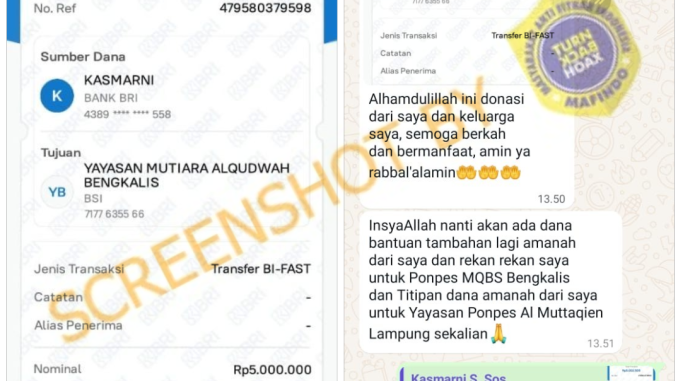 No. Ref 479580379598
Sumber Dana
K
KASMARNI
BANK BRI
4389 **** **** 558
Tujuan
YB
YAYASAN MUTIARA ALQUDWAH
BENGKALIS
BSI
7177 6355 66
Jenis Transaksi Transfer BI-FAST
Catatan -
Alias Penerima -
Nominal Rp5.000.000
SCREENSHOT BY
7177 6355 66
Jenis Transaksi Transfer BI-FAST
Catatan -
Alias Penerima
MASYARAKAT ANTI FITNAH INDONESIA
TURN
BACK
HOAX
MAFINDO
Alhamdulillah ini donasi
dari saya dan keluarga
saya, semoga berkah
dan bermanfaat, amin ya
rabbal'alamin🤲🤲🤲
13.50
InsyaAllah nanti akan ada dana
bantuan tambahan lagi amanah
dari saya dan rekan rekan saya
untuk Ponpes MQBS Bengkalis
dan Titipan dana amanah dari saya
untuk Yayasan Ponpes Al Muttaqien
Lampung sekalian🙏
13.51
Kasmarni S. Sos